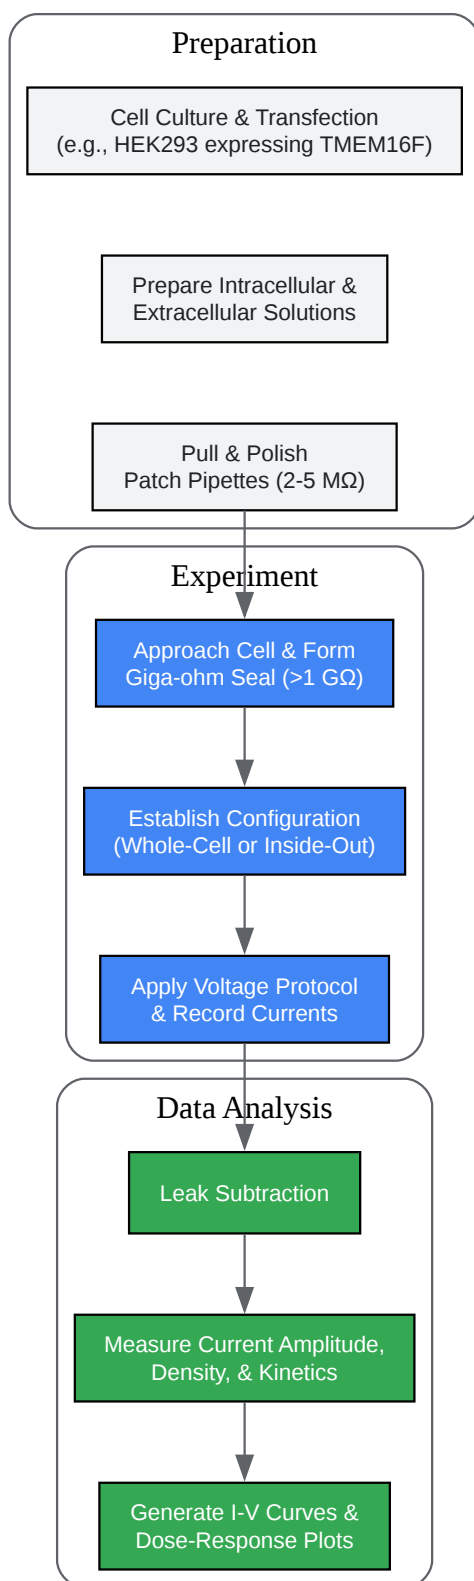 Preparation
Cell Culture & Transfection
(e.g., HEK293 expressing TMEM16F)
Prepare Intracellular &
Extracellular Solutions
Pull & Polish
Patch Pipettes (2-5 MΩ)
Experiment
Approach Cell & Form
Giga-ohm Seal (>1 GΩ)
Establish Configuration
(Whole-Cell or Inside-Out)
Apply Voltage Protocol
& Record Currents
Data Analysis
Leak Subtraction
Measure Current Amplitude,
Density, & Kinetics
Generate I-V Curves &
Dose-Response Plots